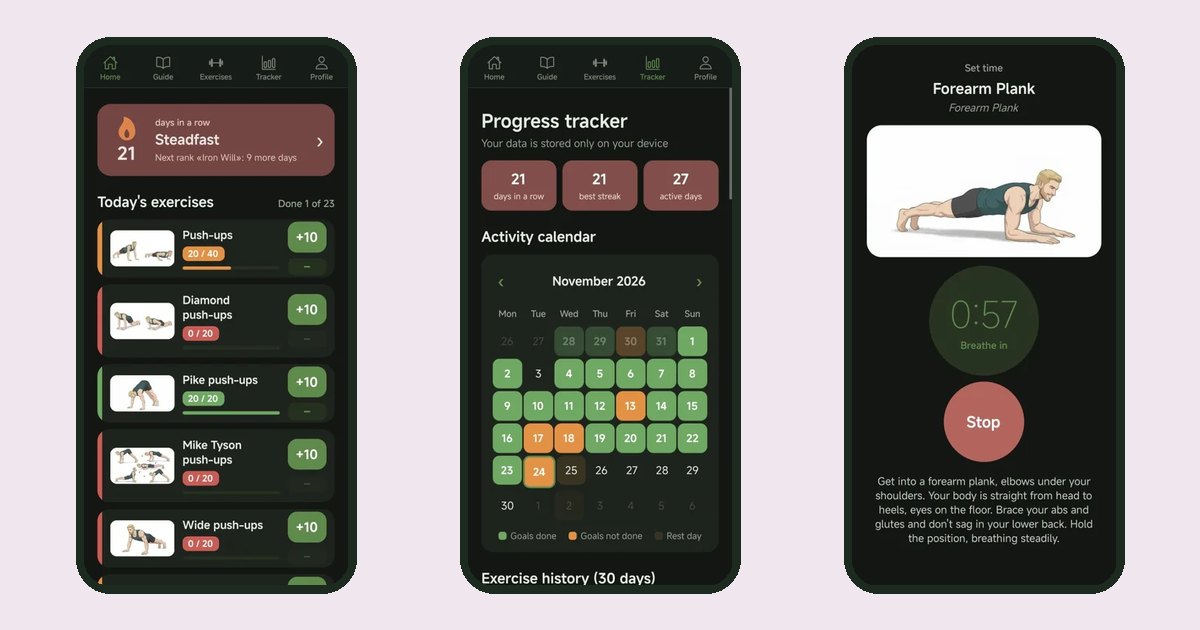 Home Guide Exercises Tracker Profile
21
days in a row
Steadfast
Next rank «Iron Will»: 9 more days
Today's exercises
Done 1 of 23
Push-ups
20 / 40
+10
–
Diamond
push-ups
0 / 20
+10
–
Pike push-ups
20 / 20
+10
–
Mike Tyson
push-ups
0 / 20
+10
–
Wide push-ups
0 / 20
+10
–
Home Guide Exercises Tracker Profile
Progress tracker
Your data is stored only on your device
21
days in a row
21
best streak
27
active days
Activity calendar
‹ November 2026 ›
Mon Tue Wed Thu Fri Sat Sun
26 27 28 29 30 31 1
2 3 4 5 6 7 8
9 10 11 12 13 14 15
16 17 18 19 20 21 22
23 24 25 26 27 28 29
30 1 2 3 4 5 6
Goals done Goals not done Rest day
Exercise history (30 days)
Set time
Forearm Plank
Forearm Plank
0:57
Breathe in
Stop
Get into a forearm plank, elbows under your
shoulders. Your body is straight from head to
heels, eyes on the floor. Brace your abs and
glutes and don't sag in your lower back. Hold
the position, breathing steadily.